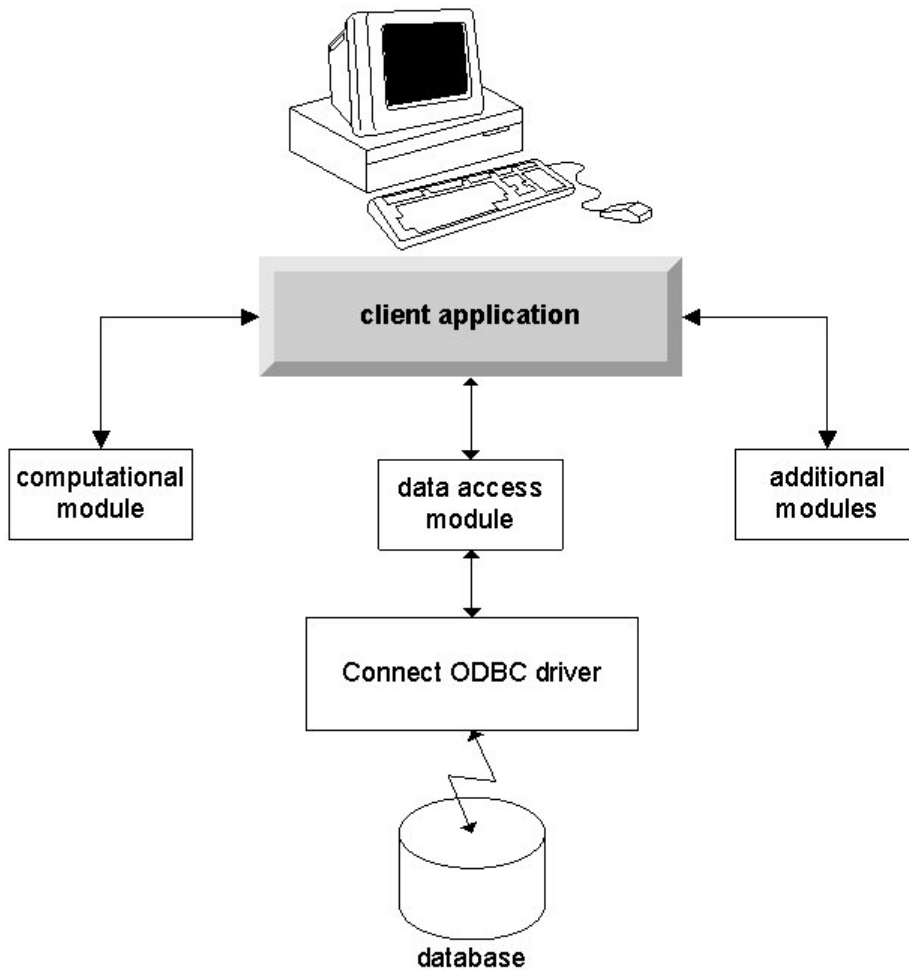 client application
computational
module
data access
module
additional
modules
Connect ODBC driver
database